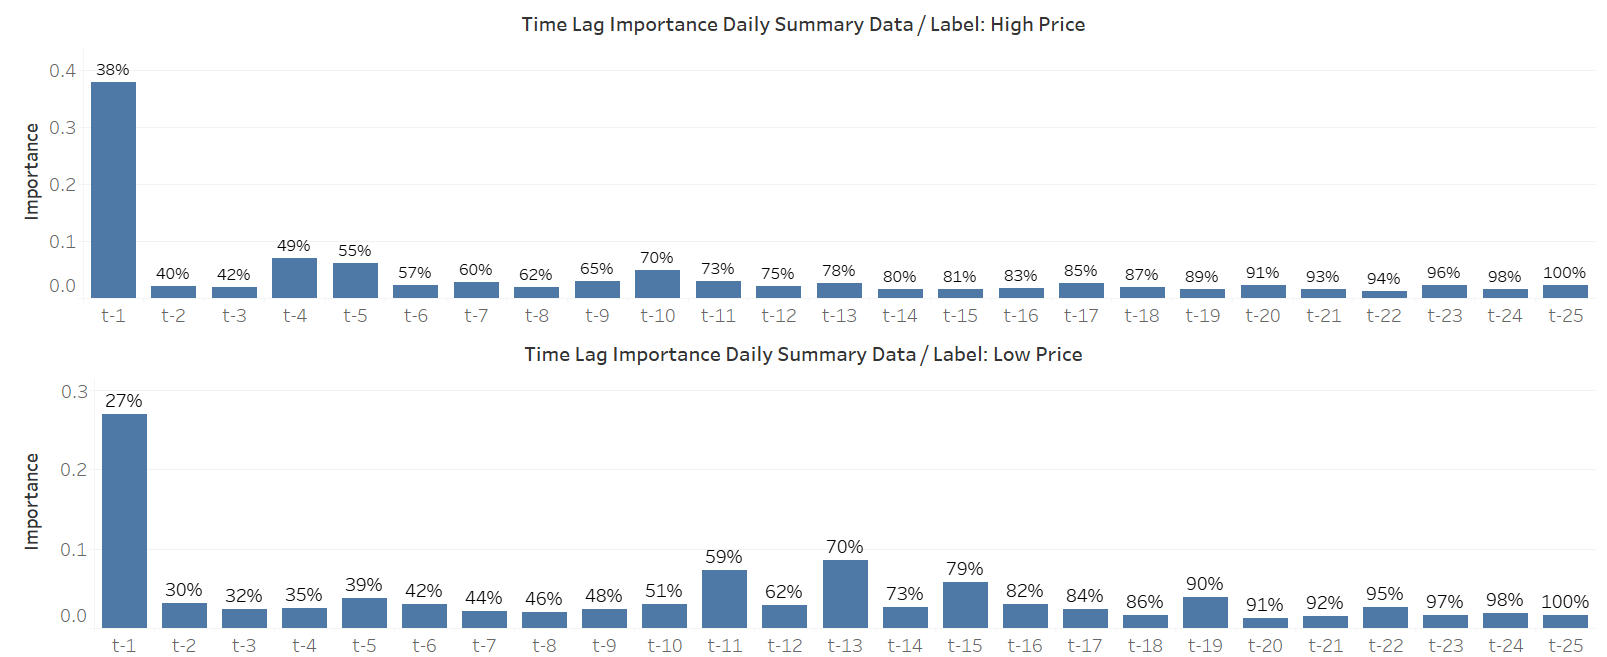 Time Lag Importance Daily Summary Data / Label: High Price
Importance
0.4
0.3
0.2
0.1
0.0
38% 40% 42% 49% 55% 57% 60% 62% 65% 70% 73% 75% 78% 80% 81% 83% 85% 87% 89% 91% 93% 94% 96% 98% 100%
t-1 t-2 t-3 t-4 t-5 t-6 t-7 t-8 t-9 t-10 t-11 t-12 t-13 t-14 t-15 t-16 t-17 t-18 t-19 t-20 t-21 t-22 t-23 t-24 t-25
Time Lag Importance Daily Summary Data / Label: Low Price
Importance
0.3
0.2
0.1
0.0
27% 30% 32% 35% 39% 42% 44% 46% 48% 51% 59% 62% 70% 73% 79% 82% 84% 86% 90% 91% 92% 95% 97% 98% 100%
t-1 t-2 t-3 t-4 t-5 t-6 t-7 t-8 t-9 t-10 t-11 t-12 t-13 t-14 t-15 t-16 t-17 t-18 t-19 t-20 t-21 t-22 t-23 t-24 t-25